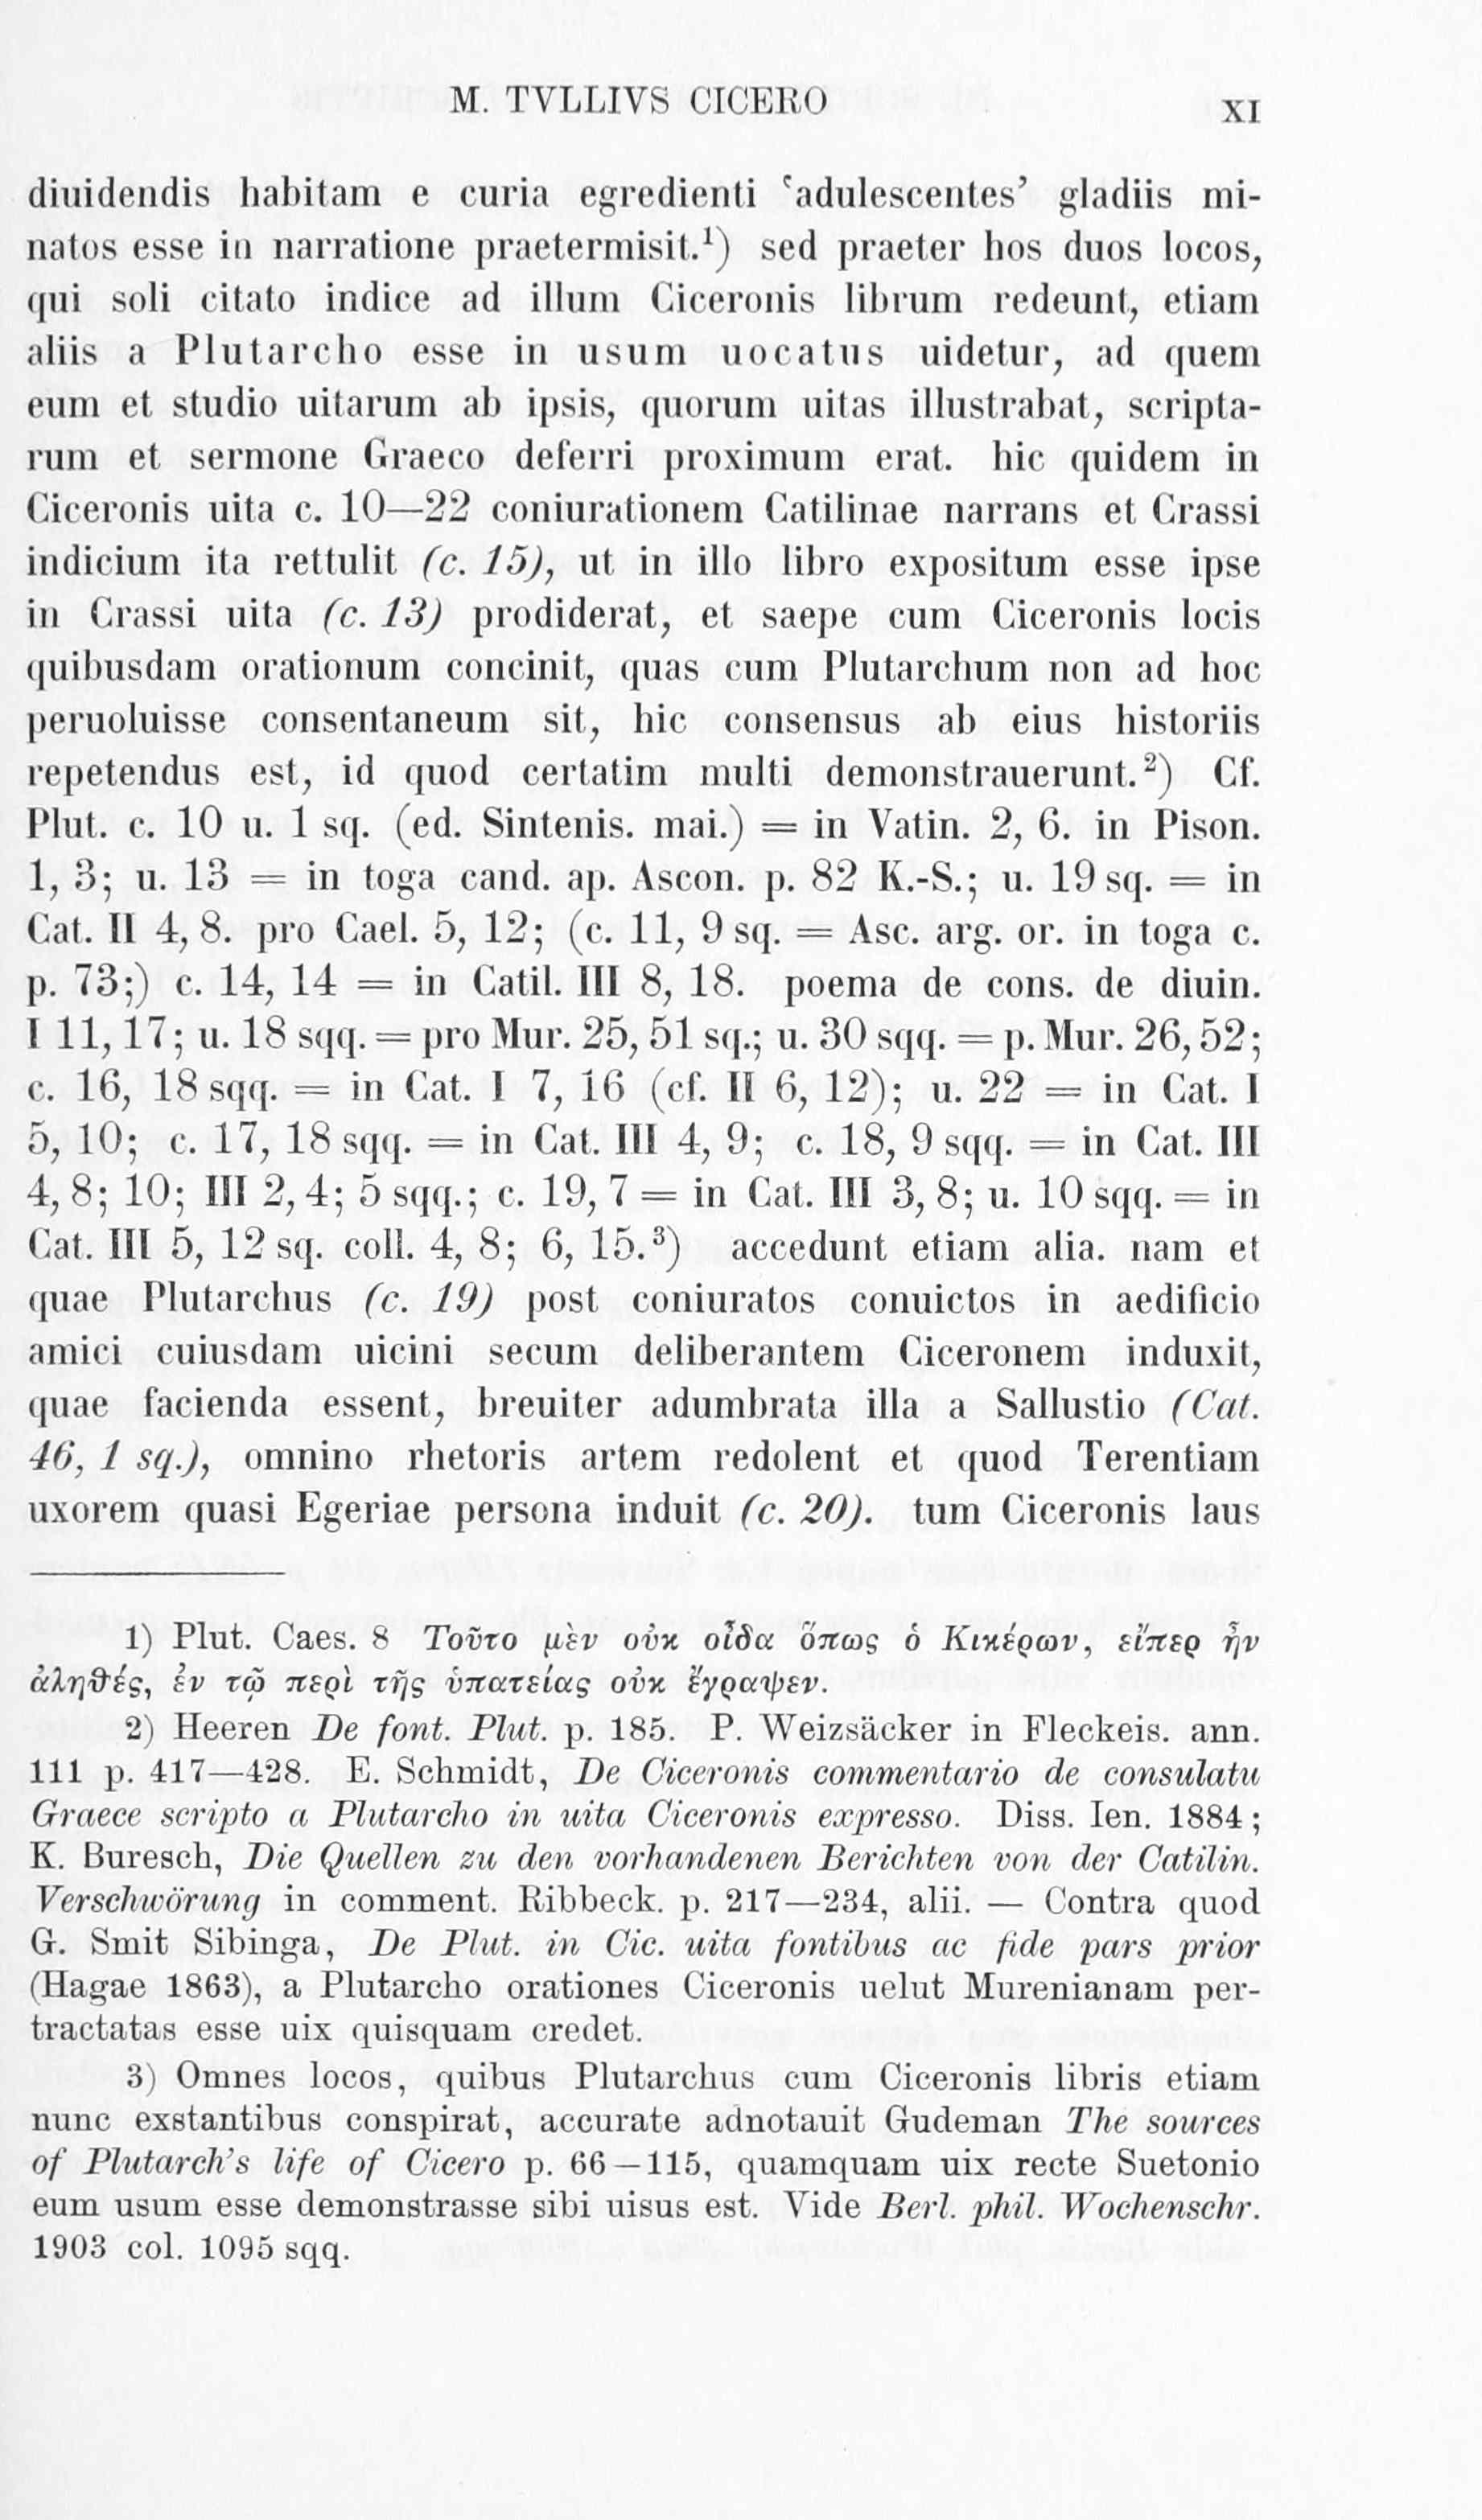 M. TVLLIVS CICERO
XI
diuidendis habitam e curia egredienti ‘adulescentes’ gladiis mi-
natos esse in narratione praetermisit.¹) sed praeter hos duos locos,
qui soli citato indice ad illum Ciceronis librum redeunt, etiam
aliis a Plutarcho esse in usum uocatus uidetur, ad quem
eum et studio uitarum ab ipsis, quorum uitas illustrabat, scripta-
rum et sermone Graeco deferri proximum erat. hic quidem in
Ciceronis uita c. 10—22 coniurationem Catilinae narrans et Crassi
indicium ita rettulit (c. 15), ut in illo libro expositum esse ipse
in Crassi uita (c. 13) prodiderat, et saepe cum Ciceronis locis
quibusdam orationum concinit, quas cum Plutarchum non ad hoc
peruoluisse consentaneum sit, hic consensus ab eius historiis
repetendus est, id quod certatim multi demonstrauerunt.²) Cf.
Plut. c. 10 u. 1 sq. (ed. Sintenis. mai.) = in Vatin. 2, 6. in Pison.
1, 3; u. 13 = in toga cand. ap. Ascon. p. 82 K.-S.; u. 19 sq. = in
Cat. II 4, 8. pro Cael. 5, 12; (c. 11, 9 sq. = Asc. arg. or. in toga c.
p. 73;) c. 14, 14 = in Catil. III 8, 18. poema de cons. de diuin.
I 11, 17; u. 18 sqq. = pro Mur. 25, 51 sq.; u. 30 sqq. = p. Mur. 26, 52;
c. 16, 18 sqq. = in Cat. I 7, 16 (cf. II 6, 12); u. 22 = in Cat. I
5, 10; c. 17, 18 sqq. = in Cat. III 4, 9; c. 18, 9 sqq. = in Cat. III
4, 8; 10; III 2, 4; 5 sqq.; c. 19, 7 = in Cat. III 3, 8; u. 10 sqq. = in
Cat. III 5, 12 sq. coll. 4, 8; 6, 15.³) accedunt etiam alia. nam et
quae Plutarchus (c. 19) post coniuratos conuictos in aedificio
amici cuiusdam uicini secum deliberantem Ciceronem induxit,
quae facienda essent, breuiter adumbrata illa a Sallustio (Cat.
46, 1 sq.), omnino rhetoris artem redolent et quod Terentiam
uxorem quasi Egeriae persona induit (c. 20). tum Ciceronis laus
1) Plut. Caes. 8 Τοῦτο μὲν οὐκ οἶδα ὅπως ὁ Κικέρων, εἴπερ ἦν
ἀληθές, ἐν τῷ περὶ τῆς ὑπατείας οὐκ ἔγραψεν.
2) Heeren De font. Plut. p. 185. P. Weizsäcker in Fleckeis. ann.
111 p. 417—428. E. Schmidt, De Ciceronis commentario de consulatu
Graece scripto a Plutarcho in uita Ciceronis expresso. Diss. Ien. 1884;
K. Buresch, Die Quellen zu den vorhandenen Berichten von der Catilin.
Verschwörung in comment. Ribbeck. p. 217—234, alii. — Contra quod
G. Smit Sibinga, De Plut. in Cic. uita fontibus ac fide pars prior
(Hagae 1863), a Plutarcho orationes Ciceronis uelut Murenianam per-
tractatas esse uix quisquam credet.
3) Omnes locos, quibus Plutarchus cum Ciceronis libris etiam
nunc exstantibus conspirat, accurate adnotauit Gudeman The sources
of Plutarch’s life of Cicero p. 66—115, quamquam uix recte Suetonio
eum usum esse demonstrasse sibi uisus est. Vide Berl. phil. Wochenschr.
1903 col. 1095 sqq.